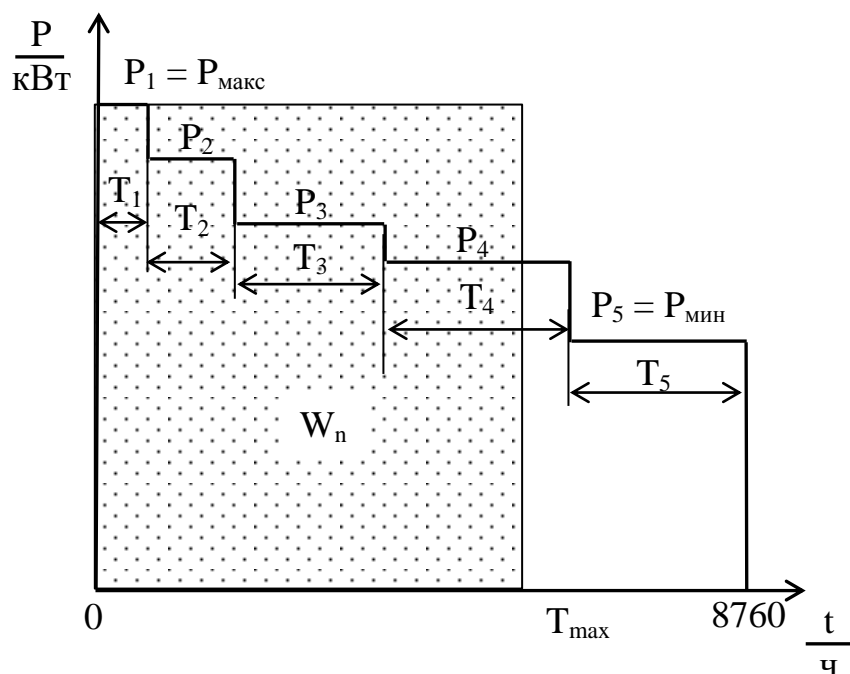 P
кВт
P₁ = Pмакс
P₂
T₁
T₂
P₃
T₃
P₄
T₄
P₅ = Pмин
T₅
Wₙ
0
Tmax
8760
t
ч